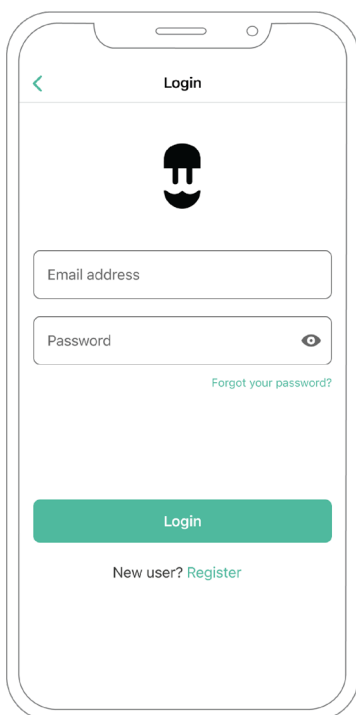 Login
Email address
Password
Forgot your password?
Login
New user? Register